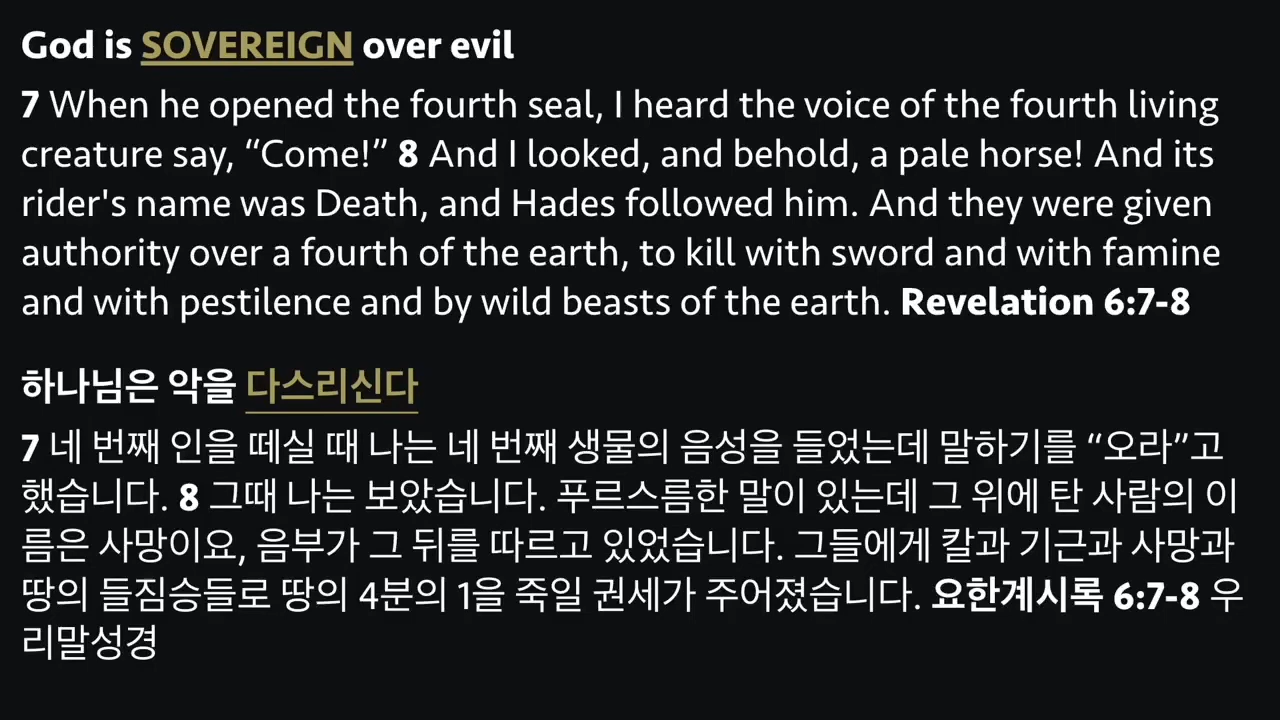 God is SOVEREIGN over evil
7 When he opened the fourth seal, I heard the voice of the fourth living
creature say, “Come!” 8 And I looked, and behold, a pale horse! And its
rider's name was Death, and Hades followed him. And they were given
authority over a fourth of the earth, to kill with sword and with famine
and with pestilence and by wild beasts of the earth. Revelation 6:7-8
하나님은 악을 다스리신다
7 네 번째 인을 떼실 때 나는 네 번째 생물의 음성을 들었는데 말하기를 “오라”고
했습니다. 8 그때 나는 보았습니다. 푸르스름한 말이 있는데 그 위에 탄 사람의 이
름은 사망이요, 음부가 그 뒤를 따르고 있었습니다. 그들에게 칼과 기근과 사망과
땅의 들짐승들로 땅의 4분의 1을 죽일 권세가 주어졌습니다. 요한계시록 6:7-8 우
리말성경